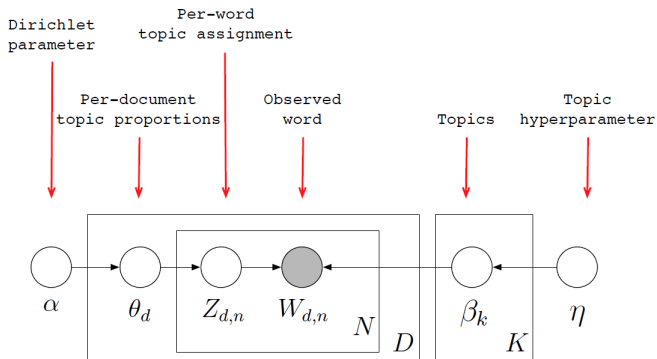 Dirichlet
parameter
Per-word
topic assignment
Per-document
topic proportions
Observed
word
Topics
Topic
hyperparameter
α
θd
Zd,n
Wd,n
N
D
βk
K
η